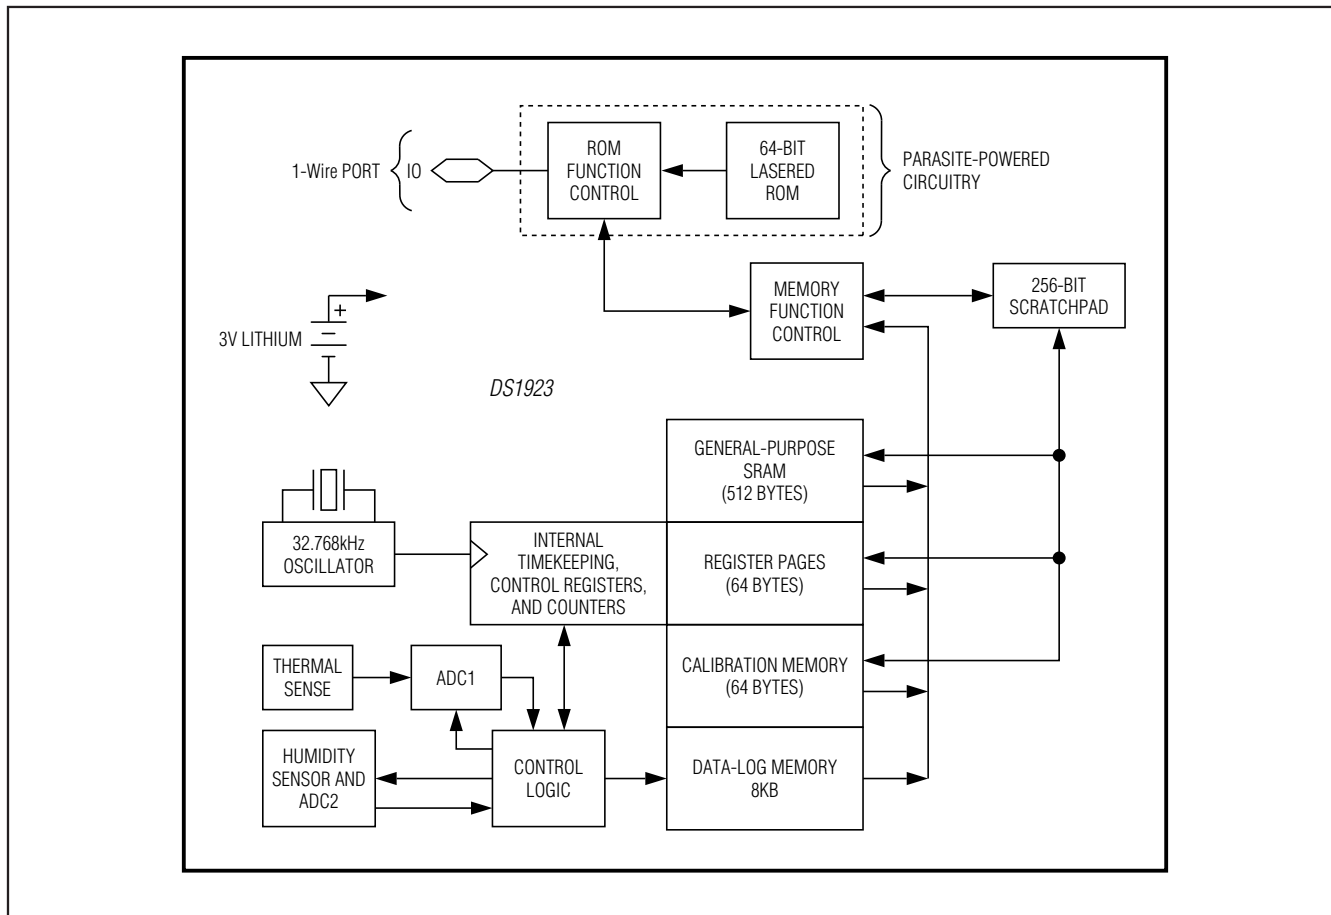 1-Wire PORT
IO
ROM
FUNCTION
CONTROL
64-BIT
LASERED
ROM
PARASITE-POWERED
CIRCUITRY
MEMORY
FUNCTION
CONTROL
256-BIT
SCRATCHPAD
+
3V LITHIUM
DS1923
GENERAL-PURPOSE
SRAM
(512 BYTES)
32.768kHz
OSCILLATOR
INTERNAL
TIMEKEEPING,
CONTROL REGISTERS,
AND COUNTERS
REGISTER PAGES
(64 BYTES)
THERMAL
SENSE
ADC1
CALIBRATION MEMORY
(64 BYTES)
HUMIDITY
SENSOR AND
ADC2
CONTROL
LOGIC
DATA-LOG MEMORY
8KB